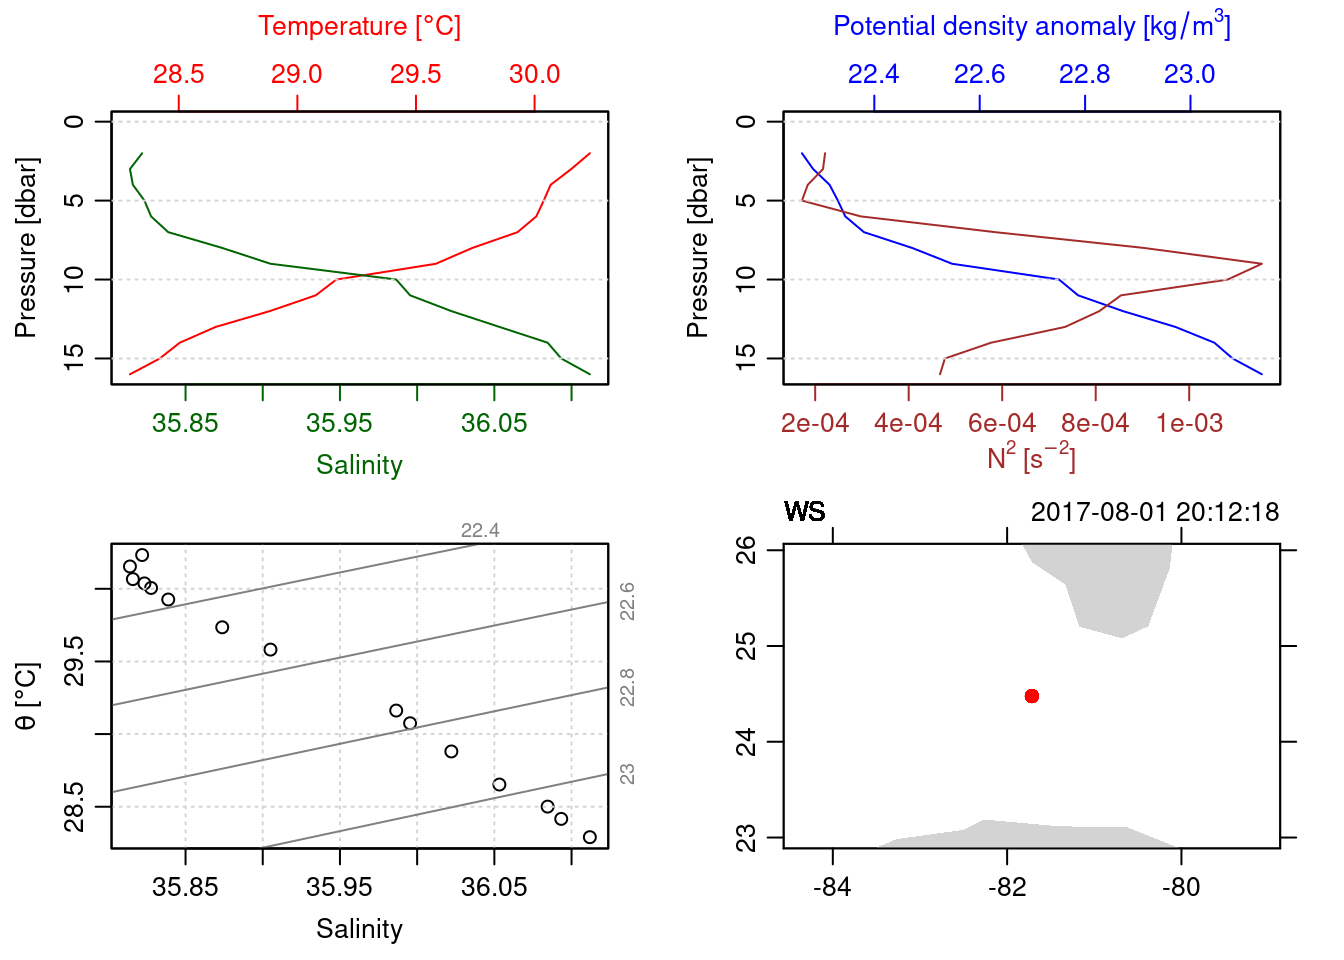 Temperature [°C]
28.5 29.0 29.5 30.0
0
5
10
15
Pressure [dbar]
35.85 35.95 36.05
Salinity
Potential density anomaly [kg/m³]
22.4 22.6 22.8 23.0
0
5
10
15
Pressure [dbar]
2e-04 4e-04 6e-04 8e-04 1e-03
N² [s⁻²]
22.4
22.6
22.8
23
29.5
28.5
θ [°C]
35.85 35.95 36.05
Salinity
WS 2017-08-01 20:12:18
26
25
24
23
-84 -82 -80